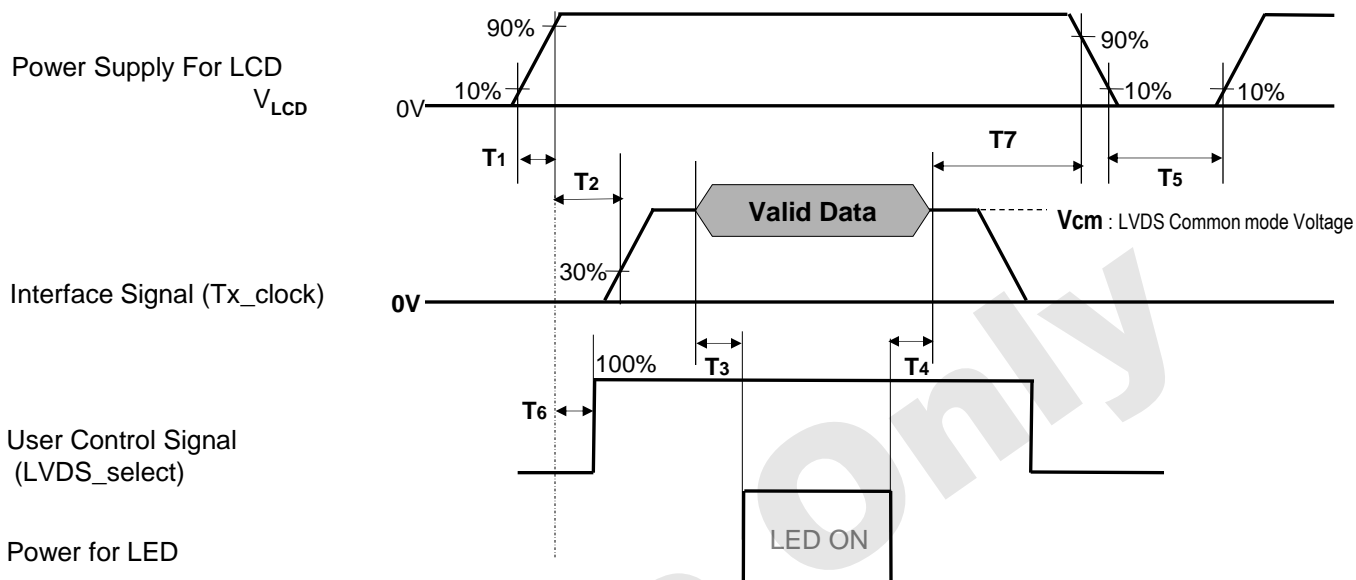 90%
Power Supply For LCD
VLCD
10%
0V
90%
10%
10%
T1
T2
T7
T5
Valid Data
Vcm : LVDS Common mode Voltage
30%
Interface Signal (Tx_clock)
0V
T3
T4
100%
T6
User Control Signal
(LVDS_select)
LED ON
Power for LED
Only